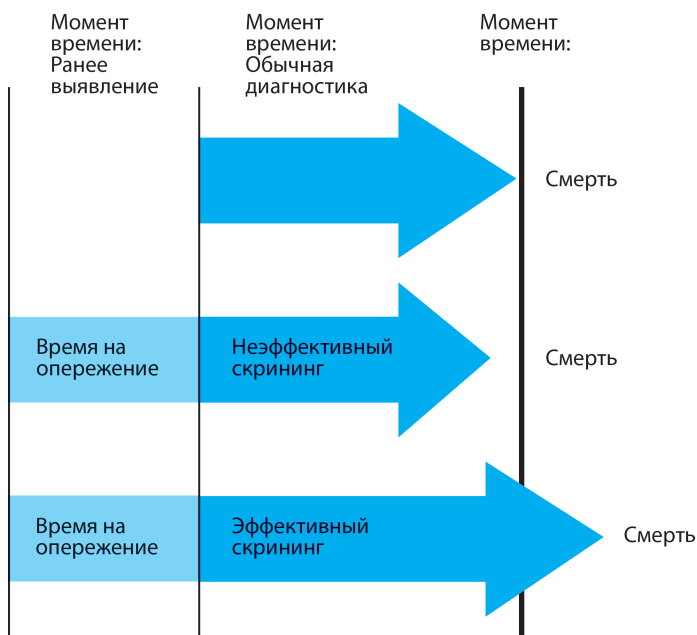 Момент
времени:
Ранее
выявление
Момент
времени:
Обычная
диагностика
Момент
времени:
Смерть
Время на
опережение
Неэффективный
скрининг
Смерть
Время на
опережение
Эффективный
скрининг
Смерть